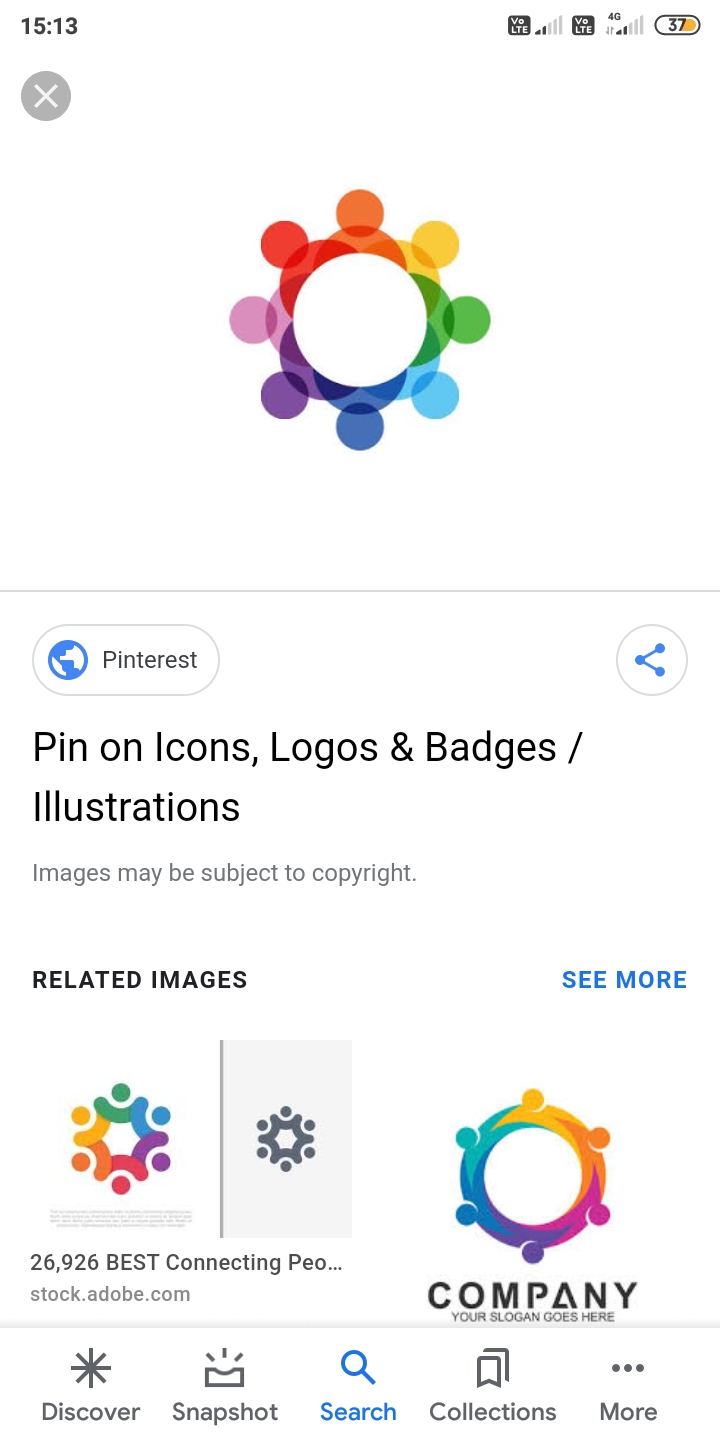 15:13
Vo LTE
Vo LTE
4G
37
Pinterest
Pin on Icons, Logos & Badges /
Illustrations
Images may be subject to copyright.
RELATED IMAGES
SEE MORE
26,926 BEST Connecting Peo...
stock.adobe.com
COMPANY
YOUR SLOGAN GOES HERE
Discover
Snapshot
Search
Collections
More